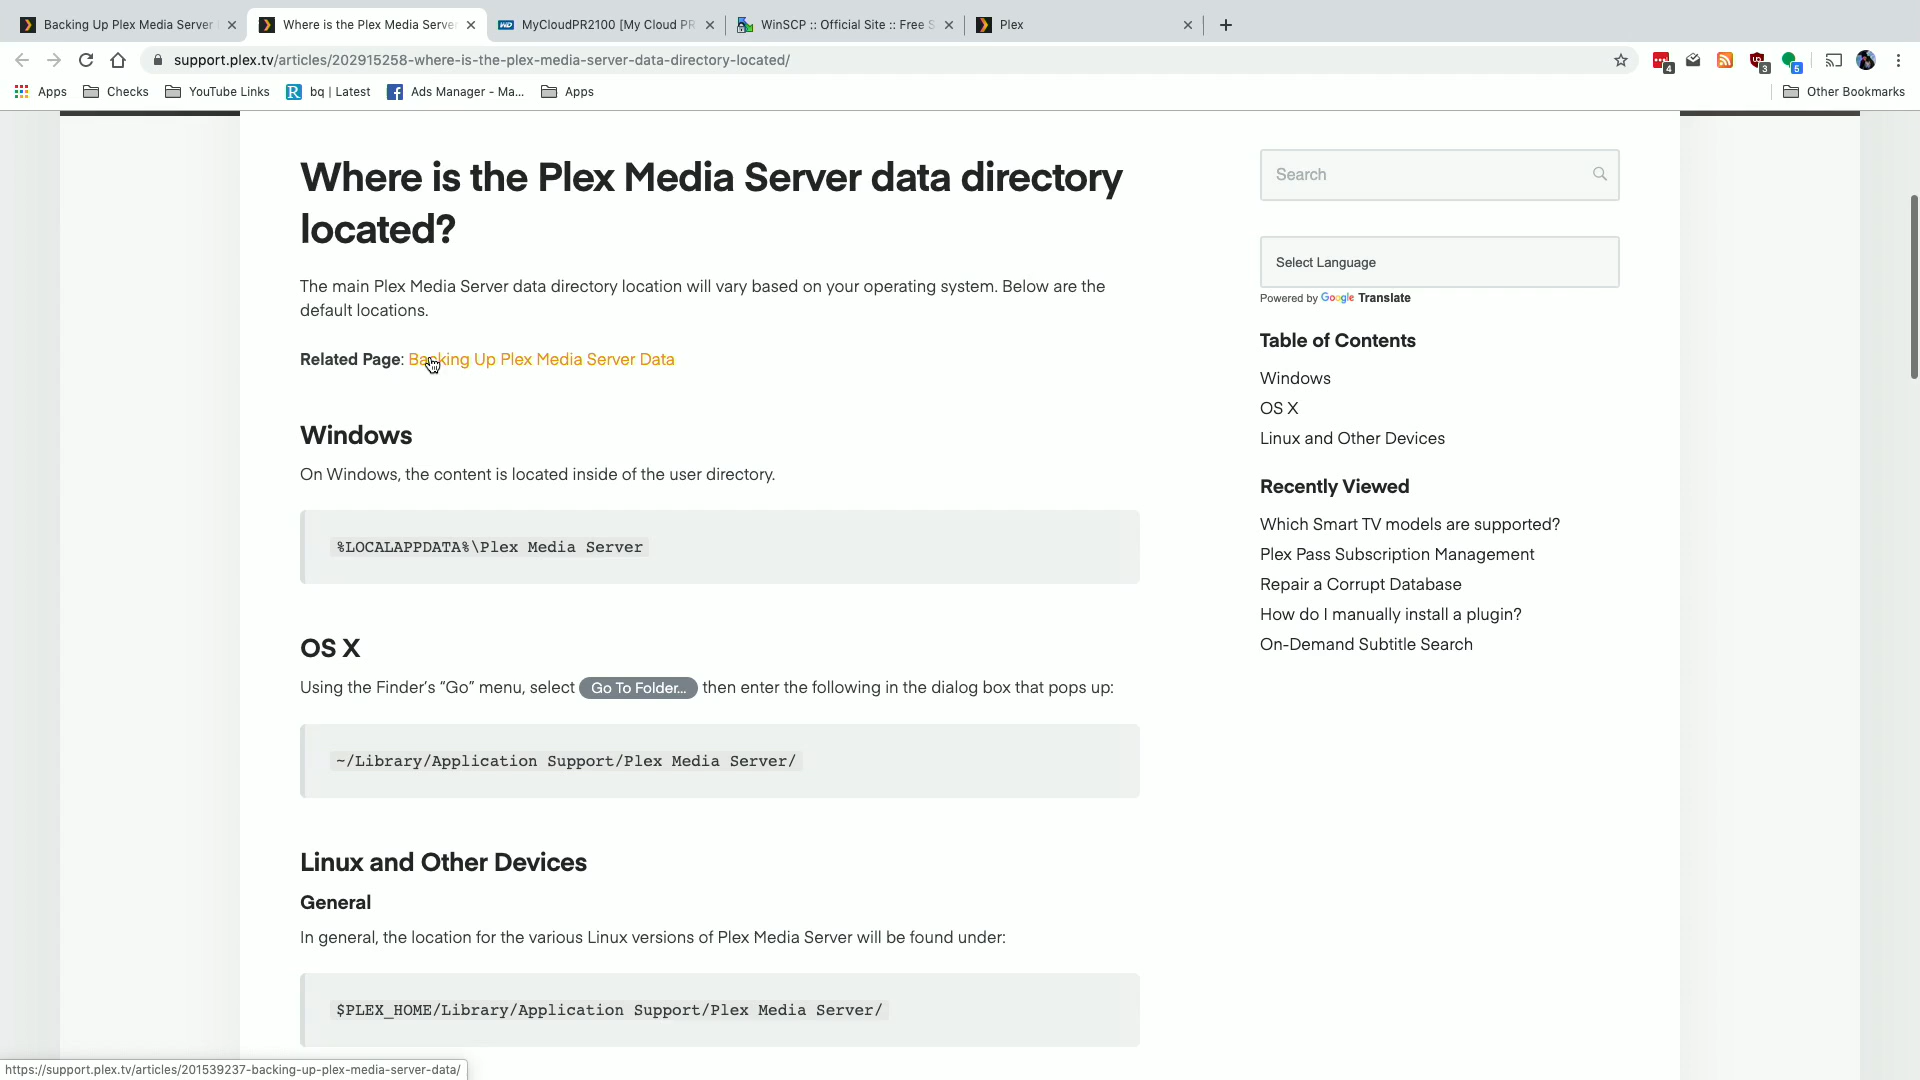 Backing Up Plex Media Server
Where is the Plex Media Server
MyCloudPR2100 [My Cloud PR
WinSCP :: Official Site :: Free S
Plex
support.plex.tv/articles/202915258-where-is-the-plex-media-server-data-directory-located/
4
3
5
Apps
Checks
YouTube Links
bq | Latest
Ads Manager - Ma...
Apps
Other Bookmarks
Where is the Plex Media Server data directory
located?
The main Plex Media Server data directory location will vary based on your operating system. Below are the
default locations.
Related Page: Backing Up Plex Media Server Data
Windows
On Windows, the content is located inside of the user directory.
%LOCALAPPDATA%\Plex Media Server
OS X
Using the Finder’s “Go” menu, select Go To Folder... then enter the following in the dialog box that pops up:
~/Library/Application Support/Plex Media Server/
Linux and Other Devices
General
In general, the location for the various Linux versions of Plex Media Server will be found under:
$PLEX_HOME/Library/Application Support/Plex Media Server/
Search
Select Language
Powered by Google Translate
Table of Contents
Windows
OS X
Linux and Other Devices
Recently Viewed
Which Smart TV models are supported?
Plex Pass Subscription Management
Repair a Corrupt Database
How do I manually install a plugin?
On-Demand Subtitle Search
https://support.plex.tv/articles/201539237-backing-up-plex-media-server-data/